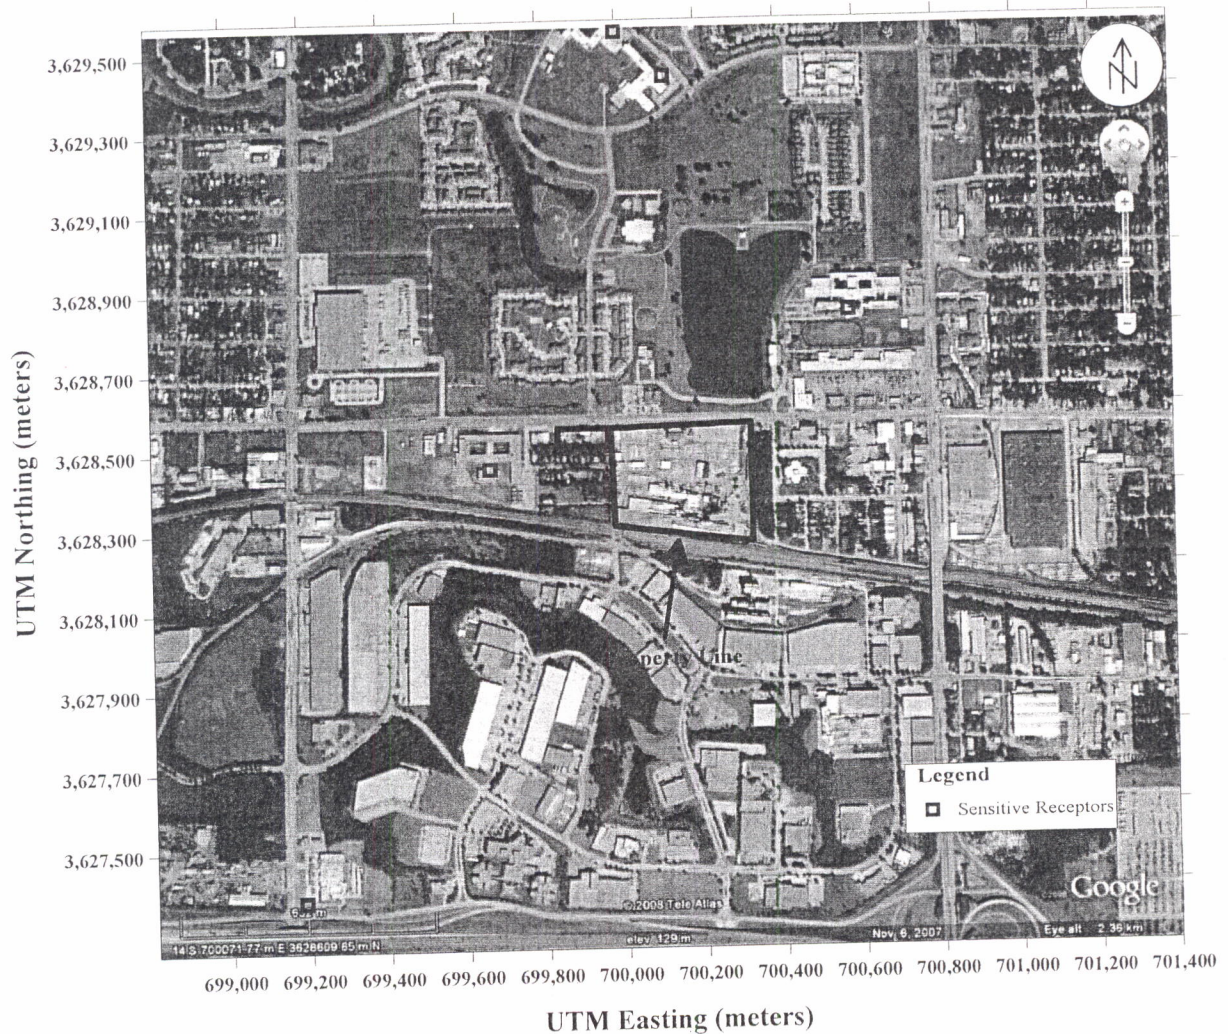 3,629,500
3,629,300
3,629,100
3,628,900
3,628,700
3,628,500
3,628,300
3,628,100
3,627,900
3,627,700
3,627,500
UTM Northing (meters)
N
perty Line
Legend
Sensitive Receptors
Google
©2008 Tele Atlas
14 S 700071.77 m E 3628609.65 m N
elev 129 m
Nov 6, 2007
Eye alt 2.36 km
699,000 699,200 699,400 699,600 699,800 700,000 700,200 700,400 700,600 700,800 701,000 701,200 701,400
UTM Easting (meters)